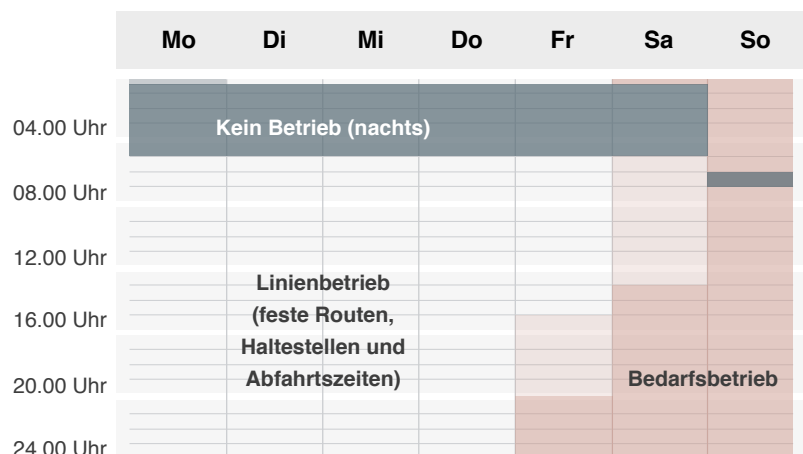 Mo Di Mi Do Fr Sa So
04.00 Uhr
Kein Betrieb (nachts)
08.00 Uhr
12.00 Uhr
Linienbetrieb
(feste Routen,
16.00 Uhr
Haltestellen und
20.00 Uhr
Abfahrtszeiten)
Bedarfsbetrieb
24.00 Uhr